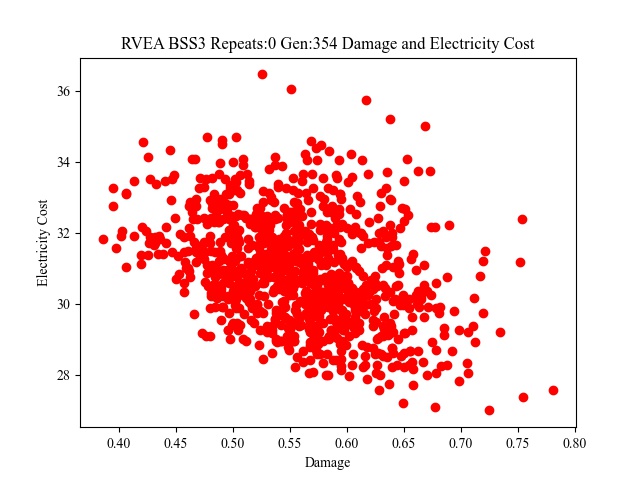 RVEA BSS3 Repeats:0 Gen:354 Damage and Electricity Cost
36
34
32
30
28
Electricity Cost
0.40 0.45 0.50 0.55 0.60 0.65 0.70 0.75 0.80
Damage